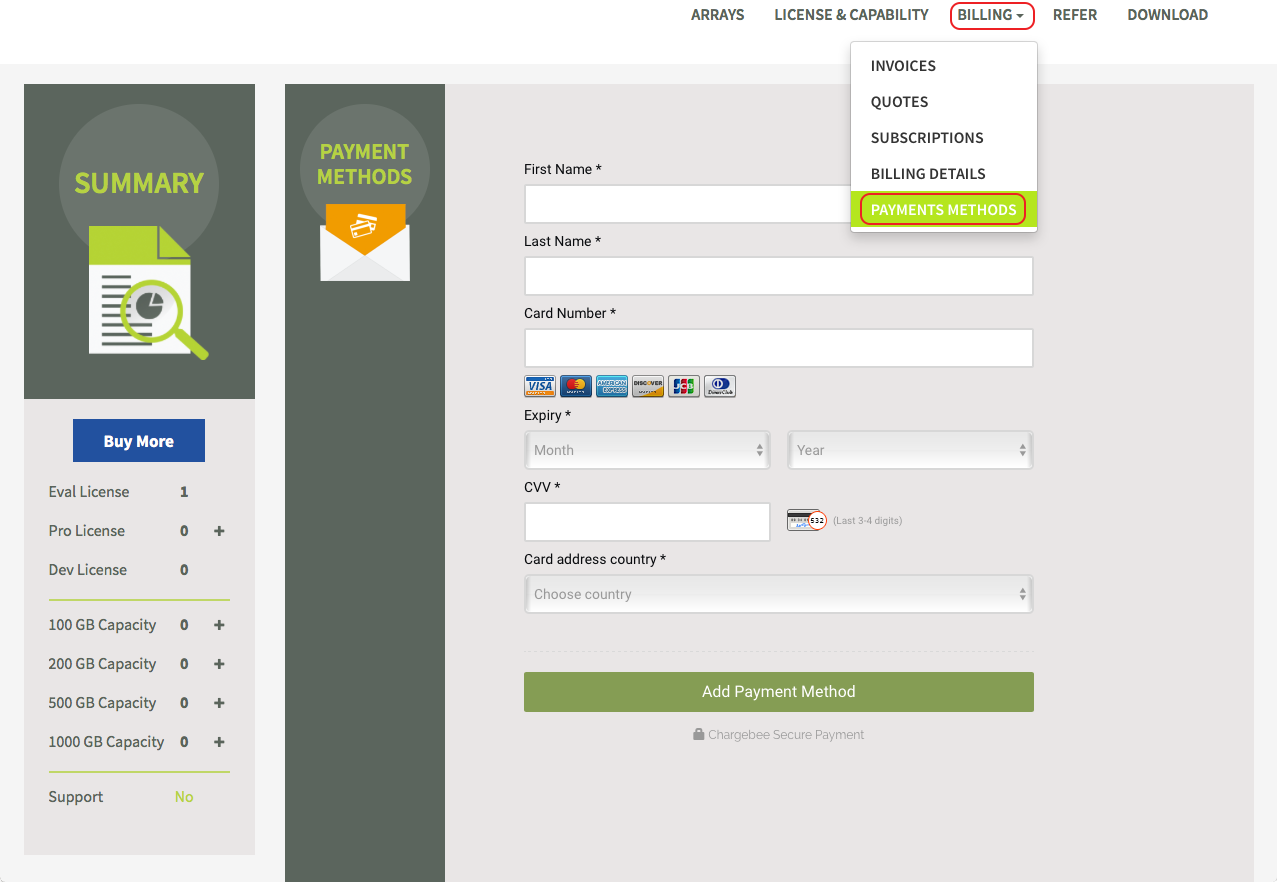 ARRAYS LICENSE & CAPABILITY BILLING REFER DOWNLOAD
INVOICES
QUOTES
SUBSCRIPTIONS
BILLING DETAILS
PAYMENTS METHODS
SUMMARY
Buy More
Eval License 1
Pro License 0 +
Dev License 0
100 GB Capacity 0 +
200 GB Capacity 0 +
500 GB Capacity 0 +
1000 GB Capacity 0 +
Support No
PAYMENT
METHODS
First Name *
Last Name *
Card Number *
VISA AMERICAN EXPRESS DISCOVER JCB
Expiry *
Month Year
CVV *
532 (Last 3-4 digits)
Card address country *
Choose country
Add Payment Method
Chargebee Secure Payment